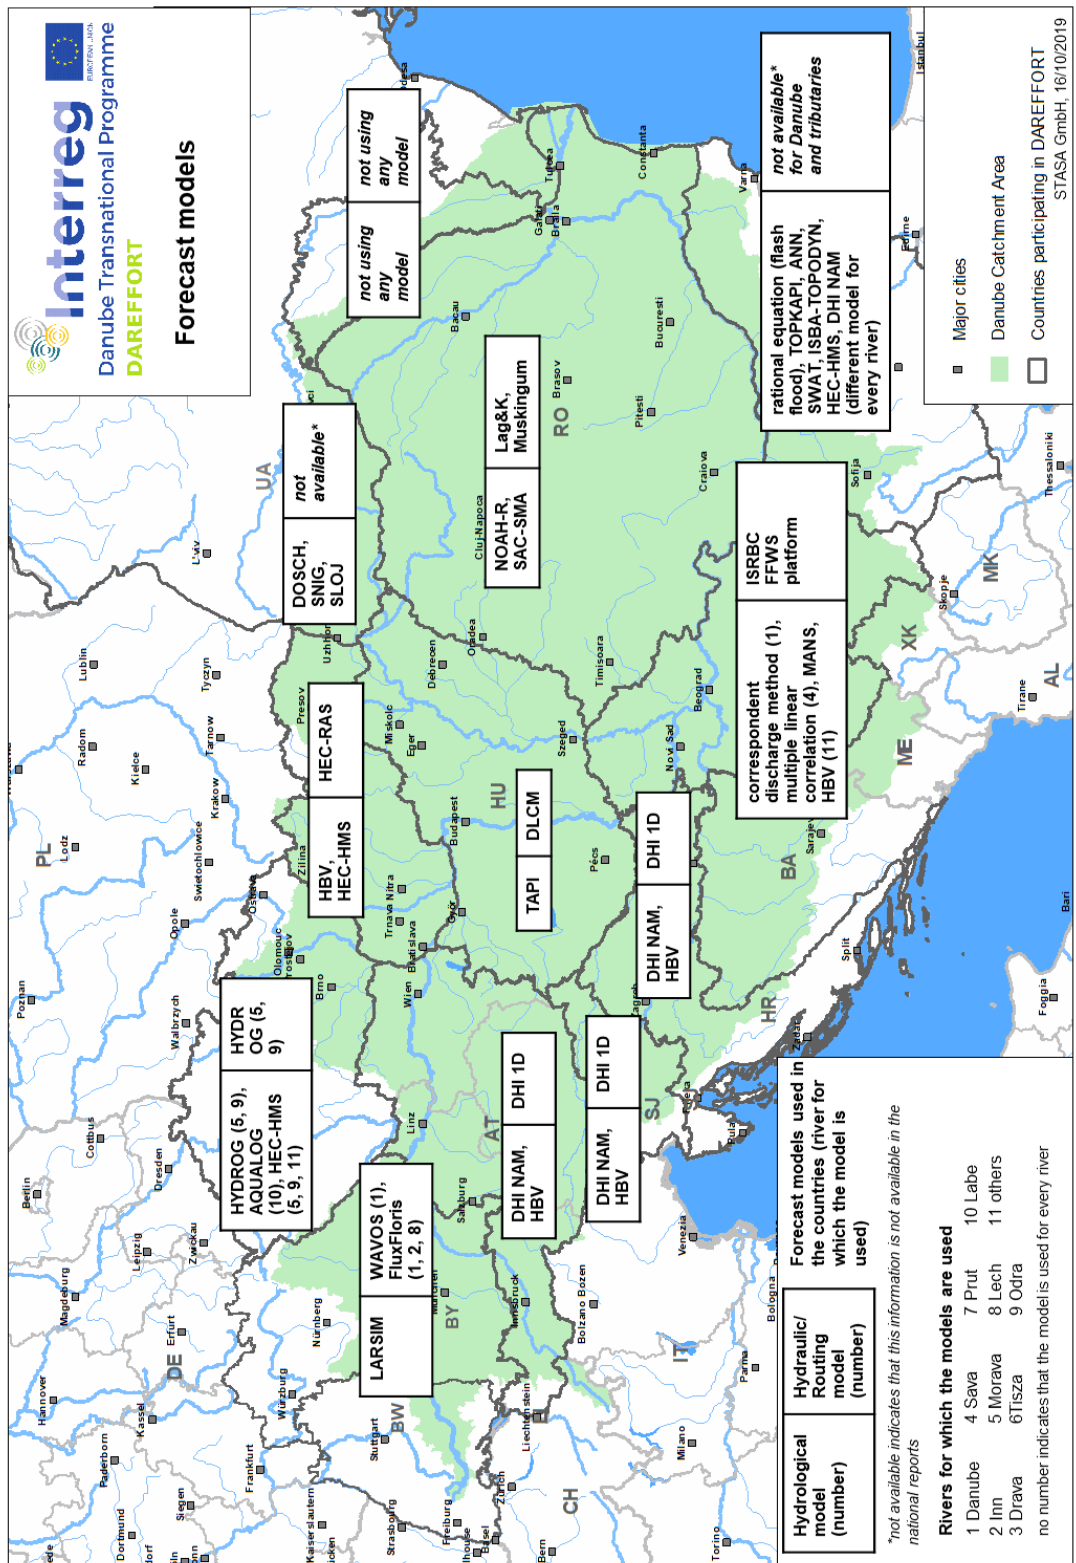 Interreg
EUROPEAN UNION
Danube Transnational Programme
DAREFFORT
Forecast models
not using
any
model
not using
any
model
DOSCH,
SNIG,
SLOJ
not
available*
HBV,
HEC-HMS
HEC-RAS
HYDROG (5, 9),
AQUALOG
(10), HEC-HMS
(5, 9, 11)
HYDR
OG (5,
9)
LARSIM
WAVOS (1),
FluxFloris
(1, 2, 8)
NOAH-R,
SAC-SMA
Lag&K,
Muskingum
TAPI
DLCM
DHI NAM,
HBV
DHI 1D
DHI NAM,
HBV
DHI 1D
DHI NAM,
HBV
DHI 1D
correspondent
discharge method (1),
multiple linear
correlation (4), MANS,
HBV (11)
ISRBC
FFWS
platform
rational equation (flash
flood), TOPKAPI, ANN,
SWAT, ISBA-TOPODYN,
HEC-HMS, DHI NAM
(different model for
every river)
not available*
for Danube
and tributaries
DE
PL
UA
BW
BY
AT
CH
IT
SJ
HR
HU
BA
RO
ME
XK
MK
AL
Hannover
Magdeburg
Berlin
Cottbus
Poznan
Lodz
Radom
Lublin
Paderborn
Kassel
Leipzig
Dresden
Walbrzych
Opole
Kielce
Dortmund
Siegen
Erfurt
Zwickau
Swietochlowice
Krakow
Tarnow
Tyczyn
L'viv
Frankfurt
Würzburg
Nürnberg
Olomouc
Ostrava
Brno
Zilina
Presov
Kaiserslautern
Stuttgart
Strasbourg
Freiburg
Basel
Zürich
Bern
Liechtenstein
Innsbruck
Salzburg
Linz
Wien
Bratislava
Trnava
Nitra
Györ
Budapest
Miskolc
Eger
Debrecen
Oradea
Cluj-Napoca
Bacau
Galati
Braila
Tulcea
Constanta
Brasov
Bucuresti
Pitesti
Craiova
Timisoara
Szeged
Pécs
Novi Sad
Beograd
Bolzano Bozen
Venezia
Milano
Torino
Parma
Bologna
Pula
Zadar
Split
Foggia
Bari
Tirane
Skopje
Sofija
Thessaloniki
Varna
Edirne
Istanbul
Hydrological
model
(number)
Hydraulic/
Routing
model
(number)
Forecast models used in
the countries (river for
which the model is
used)
*not available indicates that this information is not available in the
national reports
Rivers for which the models are used
1 Danube 4 Sava 7 Prut 10 Labe
2 Inn 5 Morava 8 Lech 11 others
3 Drava 6Tisza 9 Odra
no number indicates that the model is used for every river
Major cities
Danube Catchment Area
Countries participating in DAREFFORT
STASA GmbH, 16/10/2019